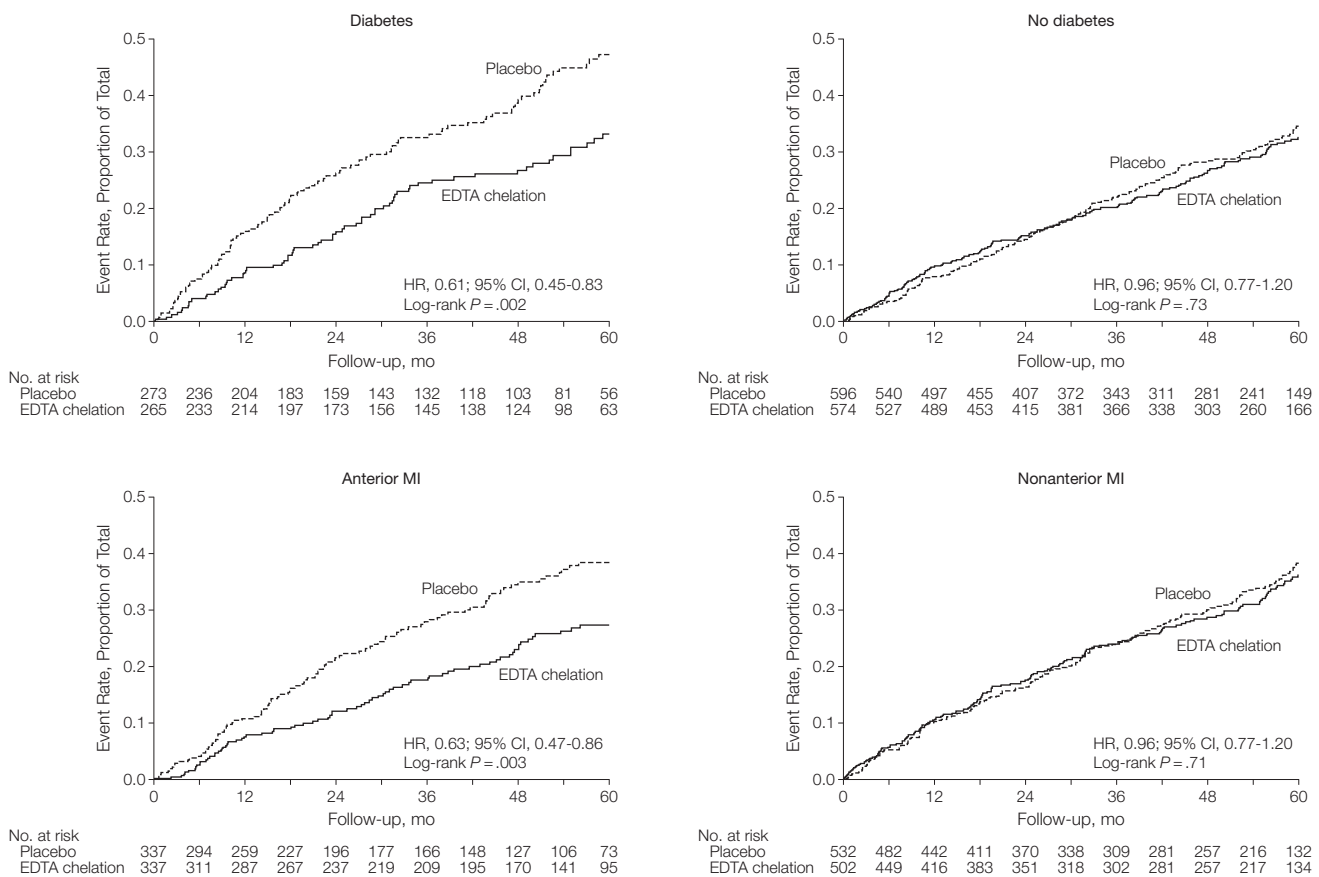 Diabetes
Event Rate, Proportion of Total
0.5
0.4
0.3
0.2
0.1
0.0
Placebo
EDTA chelation
HR, 0.61; 95% CI, 0.45-0.83
Log-rank P = .002
0 12 24 36 48 60
Follow-up, mo
No. at risk
Placebo 273 236 204 183 159 143 132 118 103 81 56
EDTA chelation 265 233 214 197 173 156 145 138 124 98 63
No diabetes
Event Rate, Proportion of Total
0.5
0.4
0.3
0.2
0.1
0.0
Placebo
EDTA chelation
HR, 0.96; 95% CI, 0.77-1.20
Log-rank P = .73
0 12 24 36 48 60
Follow-up, mo
No. at risk
Placebo 596 540 497 455 407 372 343 311 281 241 149
EDTA chelation 574 527 489 453 415 381 366 338 303 260 166
Anterior MI
Event Rate, Proportion of Total
0.5
0.4
0.3
0.2
0.1
0.0
Placebo
EDTA chelation
HR, 0.63; 95% CI, 0.47-0.86
Log-rank P = .003
0 12 24 36 48 60
Follow-up, mo
No. at risk
Placebo 337 294 259 227 196 177 166 148 127 106 73
EDTA chelation 337 311 287 267 237 219 209 195 170 141 95
Nonanterior MI
Event Rate, Proportion of Total
0.5
0.4
0.3
0.2
0.1
0.0
Placebo
EDTA chelation
HR, 0.96; 95% CI, 0.77-1.20
Log-rank P = .71
0 12 24 36 48 60
Follow-up, mo
No. at risk
Placebo 532 482 442 411 370 338 309 281 257 216 132
EDTA chelation 502 449 416 383 351 318 302 281 257 217 134